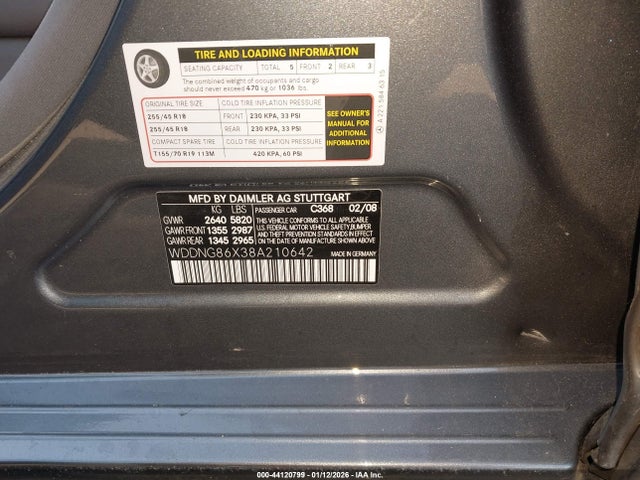 TIRE AND LOADING INFORMATION
SEATING CAPACITY TOTAL 5 FRONT 2 REAR 3
The combined weight of occupants and cargo
should never exceed 470 kg or 1036 lbs.
ORIGINAL TIRE SIZE COLD TIRE INFLATION PRESSURE
255/45 R18 FRONT 230 KPA, 33 PSI
255/45 R18 REAR 230 KPA, 33 PSI
COMPACT SPARE TIRE COLD TIRE INFLATION PRESSURE
T155/70 R19 113M 420 KPA, 60 PSI
SEE OWNER'S
MANUAL FOR
ADDITIONAL
INFORMATION
A 221 584 63 15
MFD BY DAIMLER AG STUTTGART
KG LBS PASSENGER CAR C368 02/08
GVWR 2640 5820
GAWR FRONT 1355 2987
GAWR REAR 1345 2965
THIS VEHICLE CONFORMS TO ALL APPLICABLE
U.S. FEDERAL MOTOR VEHICLE SAFETY, BUMPER
AND THEFT PREVENTION STANDARDS
IN EFFECT ON THE DATE OF
MANUFACTURE SHOWN ABOVE.
WDDNG86X38A210642
MADE IN GERMANY
000-44120799 - 01/12/2026 - IAA Inc.